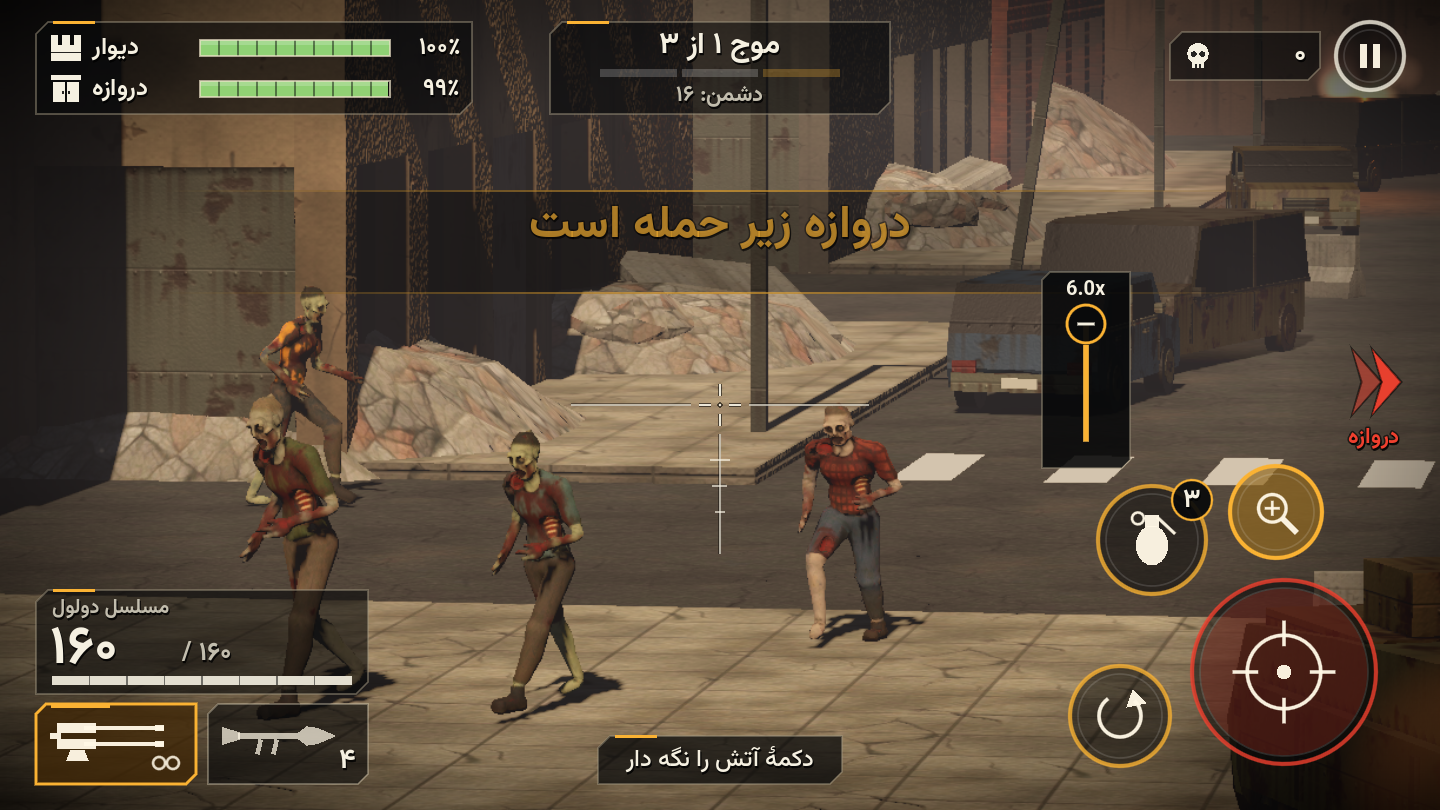 دیوار ۱۰۰٪
دروازه ۹۹٪
موج ۱ از ۳
دشمن: ۱۶
۰
دروازه زیر حمله است
6.0x
دروازه
۳
مسلسل دولول
۱۶۰ / ۱۶۰
∞
۴
دکمهٔ آتش را نگه دار